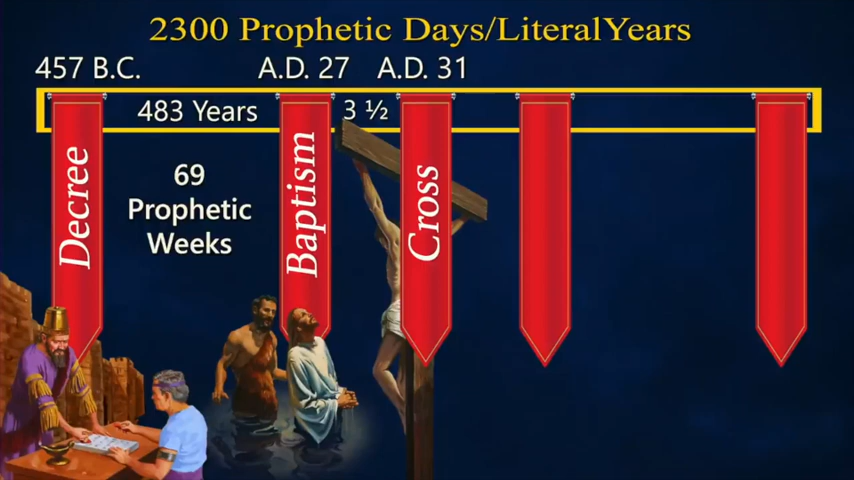 2300 Prophetic Days/LiteralYears
457 B.C.
A.D. 27
A.D. 31
483 Years
3 ½
Decree
69
Prophetic
Weeks
Baptism
Cross